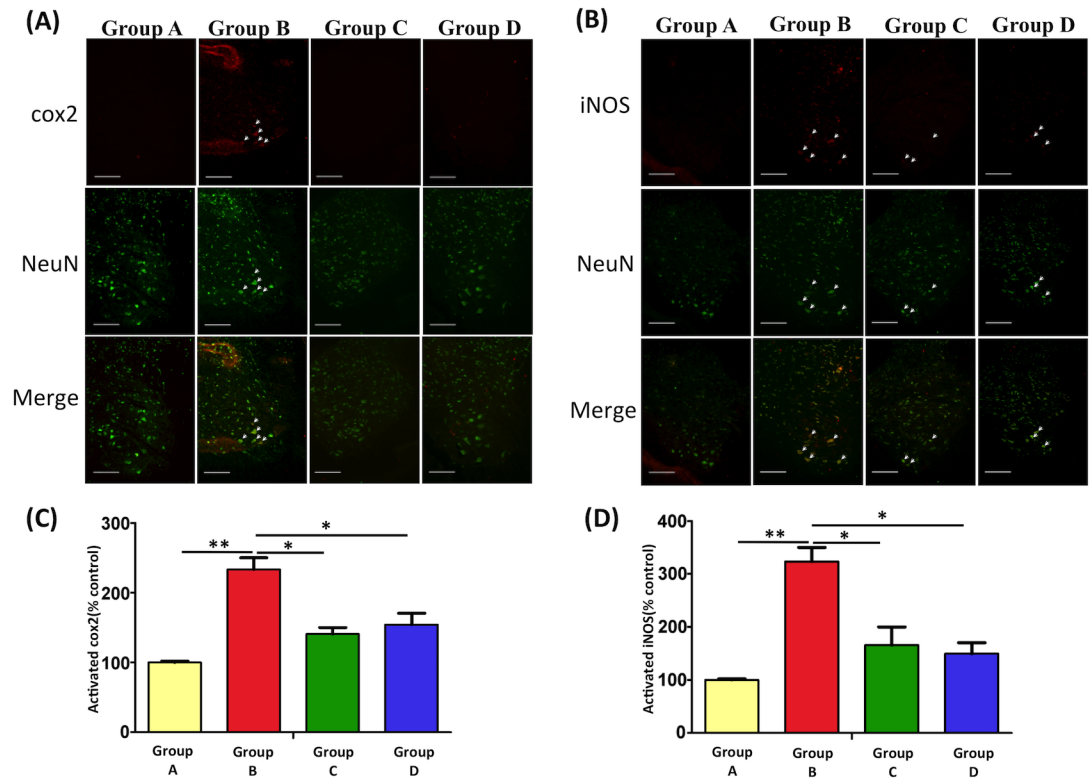 (A)
Group A Group B Group C Group D
cox2
NeuN
Merge
(B)
Group A Group B Group C Group D
iNOS
NeuN
Merge
(C)
Activated cox2(% control)
300
200
100
0
** * *
Group A
Group B
Group C
Group D
(D)
Activated iNOS(% control)
400
300
200
100
0
** * *
Group A
Group B
Group C
Group D